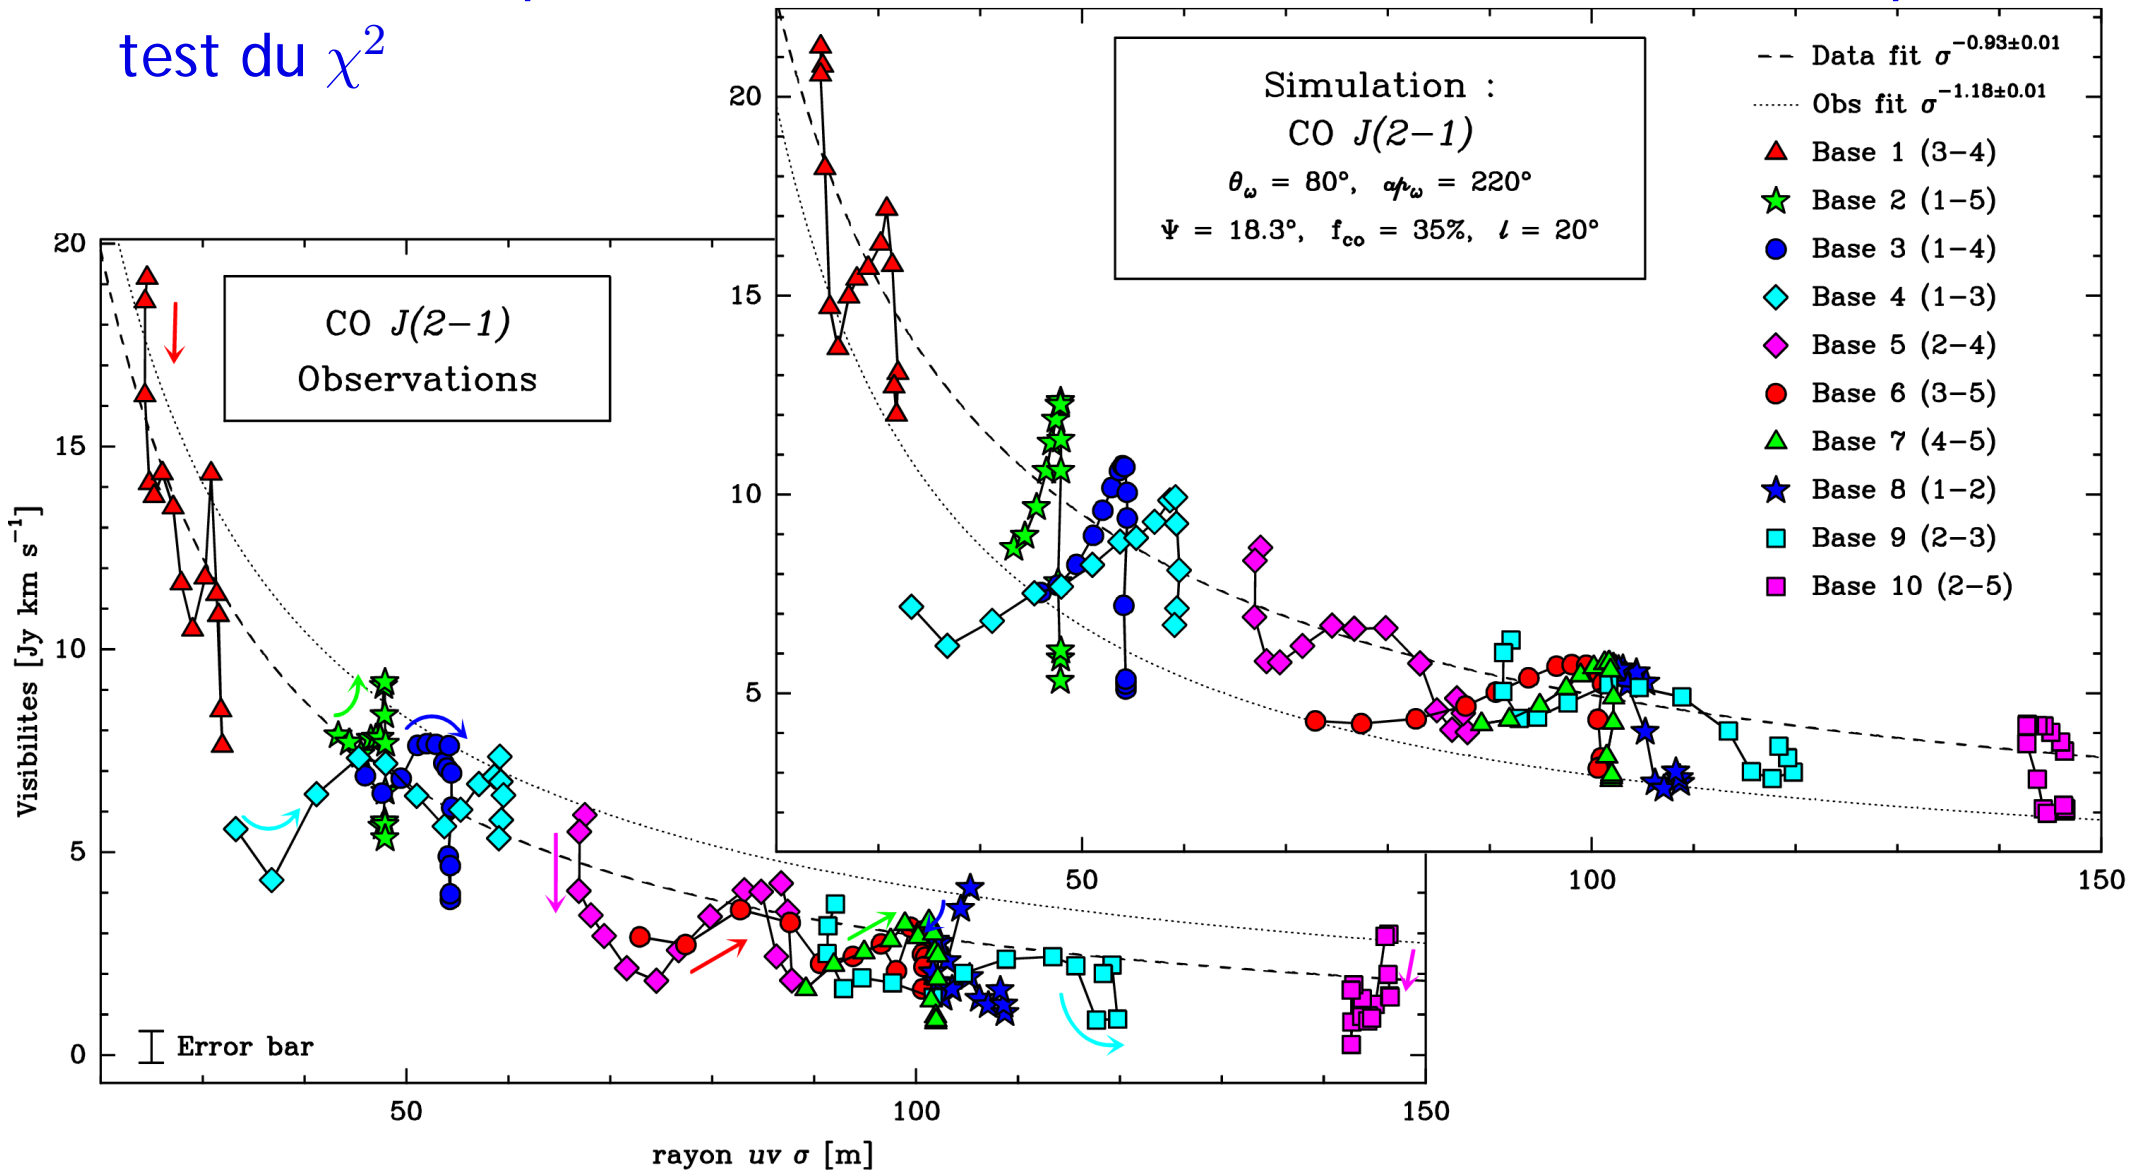 test du χ²
CO J(2−1)
Observations
Simulation :
CO J(2−1)
θω = 80°, apω = 220°
Ψ = 18.3°, fco = 35%, l = 20°
Data fit σ^−0.93±0.01
Obs fit σ^−1.18±0.01
Base 1 (3−4)
Base 2 (1−5)
Base 3 (1−4)
Base 4 (1−3)
Base 5 (2−4)
Base 6 (3−5)
Base 7 (4−5)
Base 8 (1−2)
Base 9 (2−3)
Base 10 (2−5)
20
15
10
5
50
100
150
20
15
10
5
0
Error bar
50
100
150
Visibilites [Jy km s⁻¹]
rayon uv σ [m]